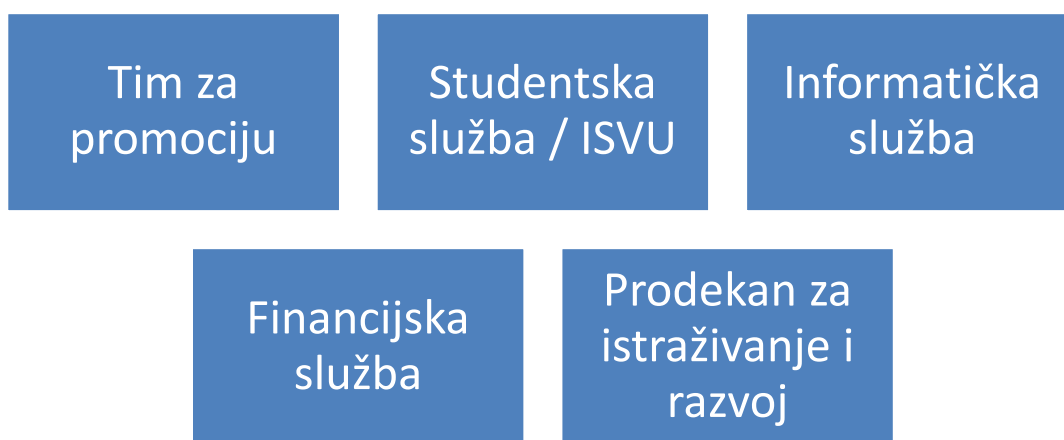 Tim za
promociju
Studentska
služba / ISVU
Informatička
služba
Financijska
služba
Prodekan za
istraživanje i
razvoj